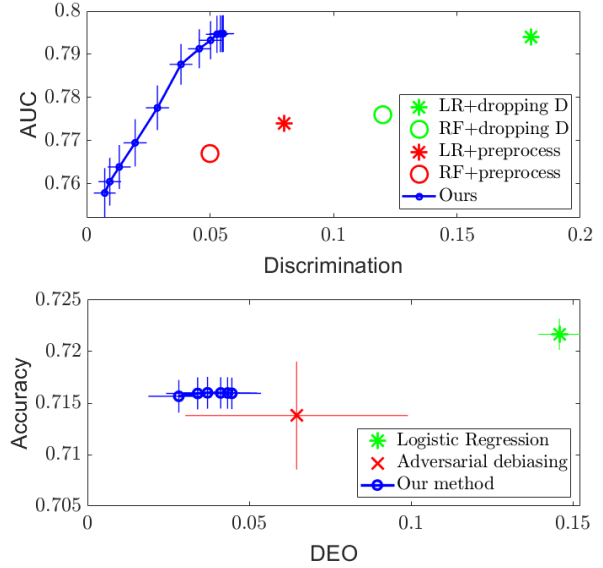 0.79
0.78
0.77
0.76
AUC
LR+dropping D
RF+dropping D
LR+preprocess
RF+preprocess
Ours
0 0.05 0.1 0.15 0.2
Discrimination
0.725
0.72
0.715
0.71
0.705
Accuracy
Logistic Regression
Adversarial debiasing
Our method
0 0.05 0.1 0.15
DEO